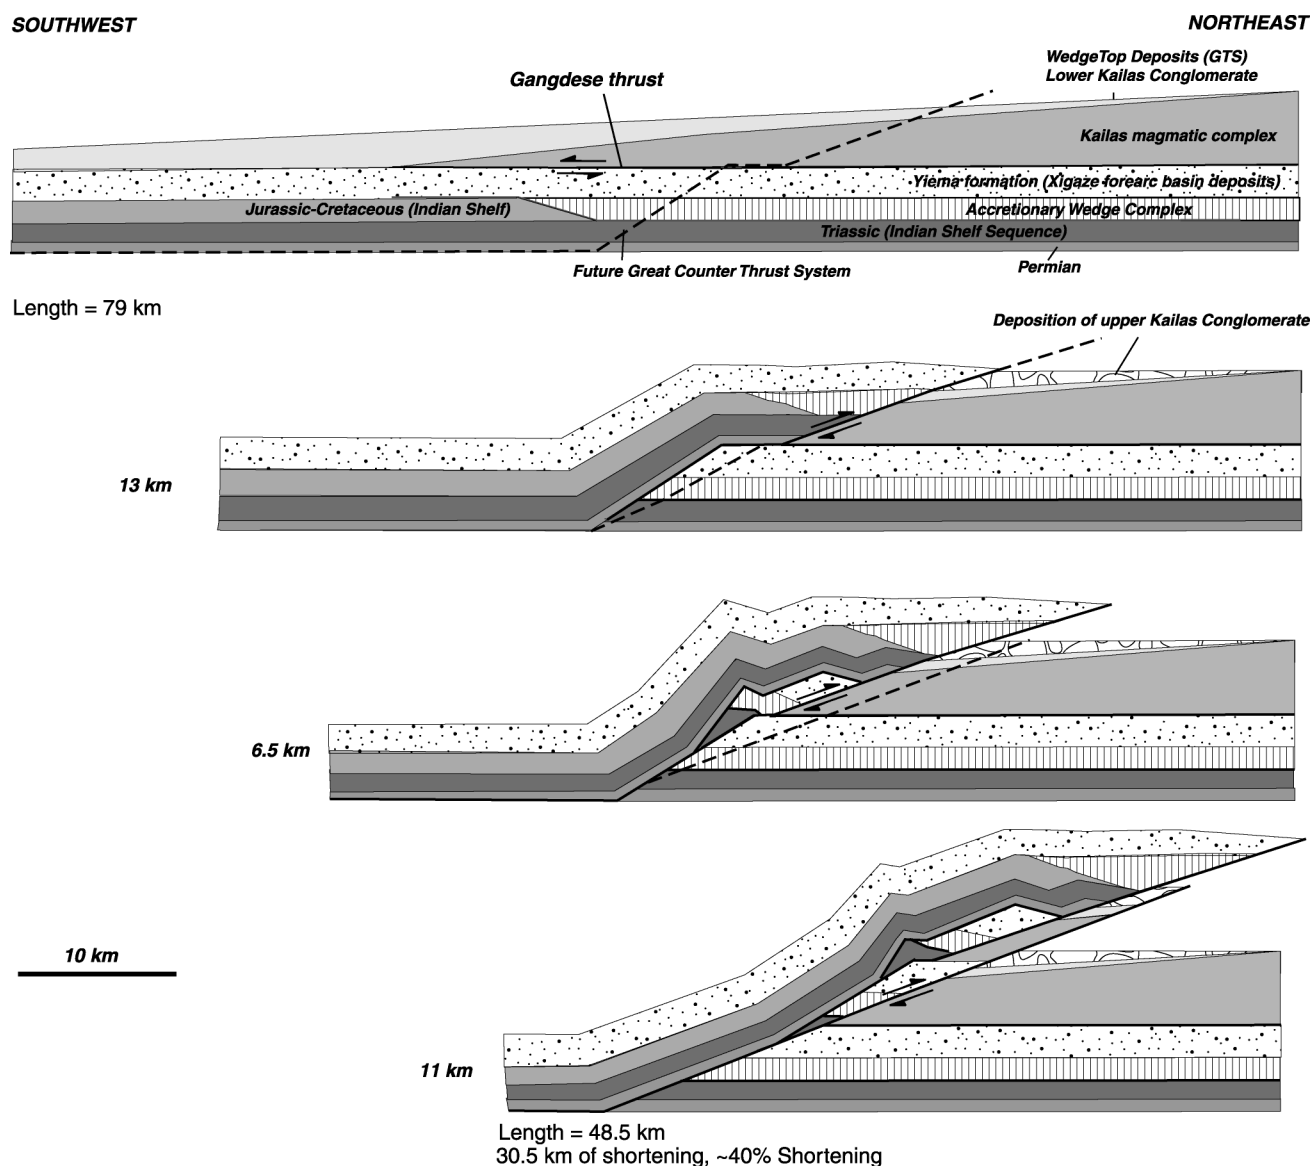 SOUTHWEST
NORTHEAST
WedgeTop Deposits (GTS)
Lower Kailas Conglomerate
Gangdese thrust
Kailas magmatic complex
Yiema formation (Xigaze forearc basin deposits)
Jurassic-Cretaceous (Indian Shelf)
Accretionary Wedge Complex
Triassic (Indian Shelf Sequence)
Future Great Counter Thrust System
Permian
Length = 79 km
Deposition of upper Kailas Conglomerate
13 km
6.5 km
10 km
11 km
Length = 48.5 km
30.5 km of shortening, ~40% Shortening